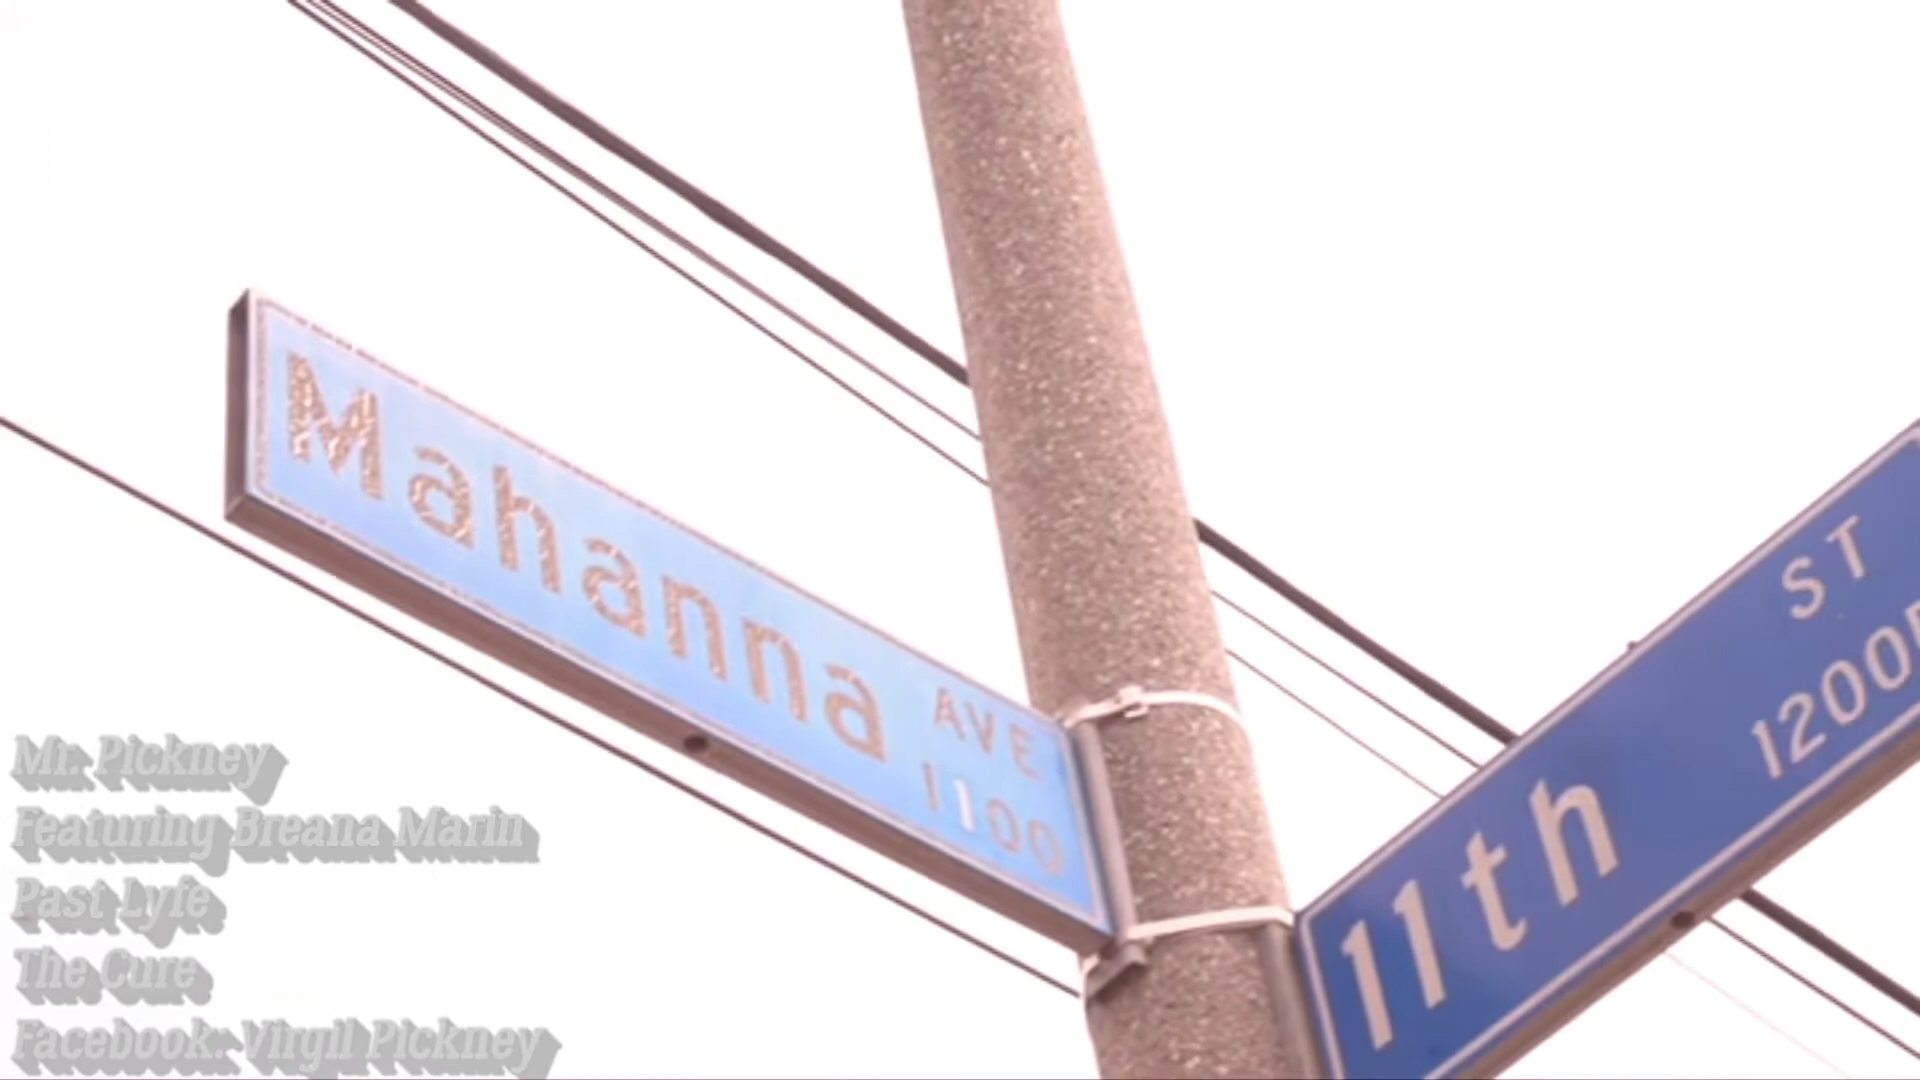 Mahanna
AVE
1100
ST
1200
11th
Mr. Pickney
Featuring Breana Marin
Past Lyfe
The Cure
Facebook: Virgil Pickney